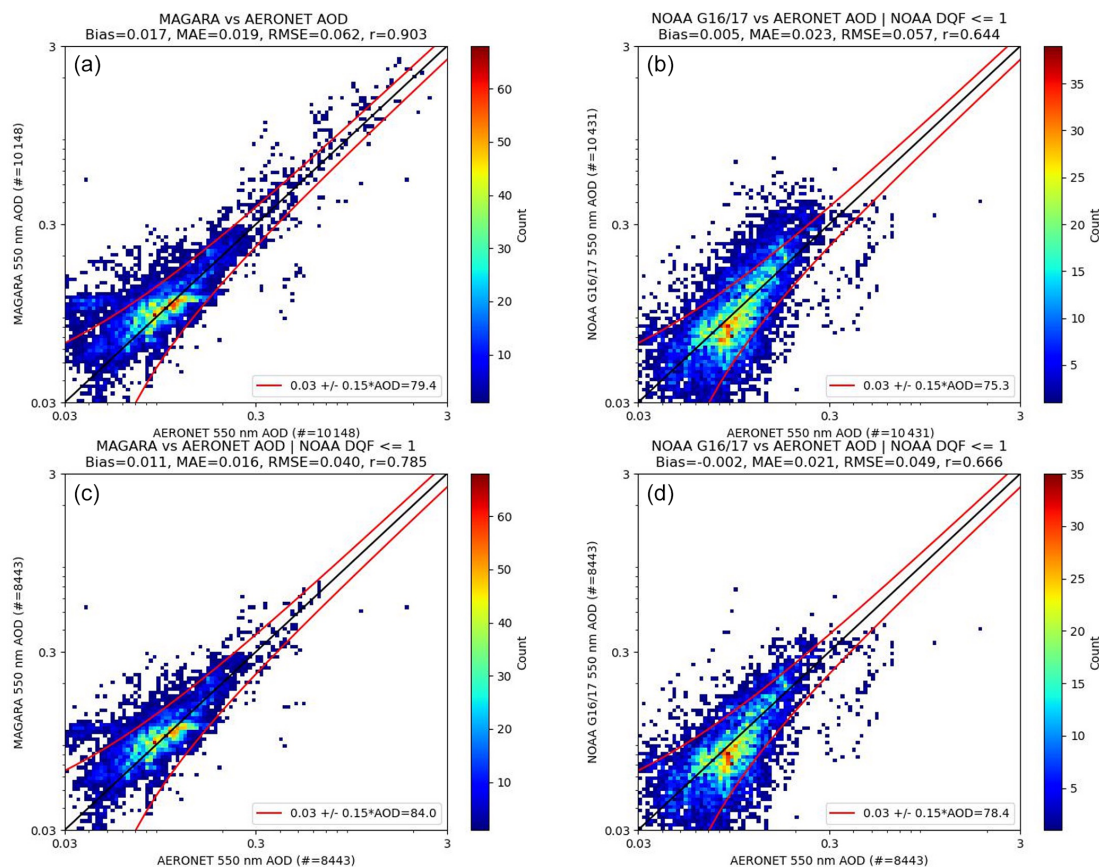 MAGARA vs AERONET AOD
Bias=0.017, MAE=0.019, RMSE=0.062, r=0.903
(a)
3
0.3
0.03
MAGARA 550 nm AOD (#=10 148)
0.03 +/- 0.15*AOD=79.4
0.03 0.3 3
AERONET 550 nm AOD (#=10 148)
60
50
40
30
20
10
Count
NOAA G16/17 vs AERONET AOD | NOAA DQF <= 1
Bias=0.005, MAE=0.023, RMSE=0.057, r=0.644
(b)
3
0.3
0.03
NOAA G16/17 550 nm AOD (#=10 431)
0.03 +/- 0.15*AOD=75.3
0.03 0.3 3
AERONET 550 nm AOD (#=10 431)
35
30
25
20
15
10
5
Count
MAGARA vs AERONET AOD | NOAA DQF <= 1
Bias=0.011, MAE=0.016, RMSE=0.040, r=0.785
(c)
3
0.3
0.03
MAGARA 550 nm AOD (#=8443)
0.03 +/- 0.15*AOD=84.0
0.03 0.3 3
AERONET 550 nm AOD (#=8443)
60
50
40
30
20
10
Count
NOAA G16/17 vs AERONET AOD | NOAA DQF <= 1
Bias=-0.002, MAE=0.021, RMSE=0.049, r=0.666
(d)
3
0.3
0.03
NOAA G16/17 550 nm AOD (#=8443)
0.03 +/- 0.15*AOD=78.4
0.03 0.3 3
AERONET 550 nm AOD (#=8443)
35
30
25
20
15
10
5
Count